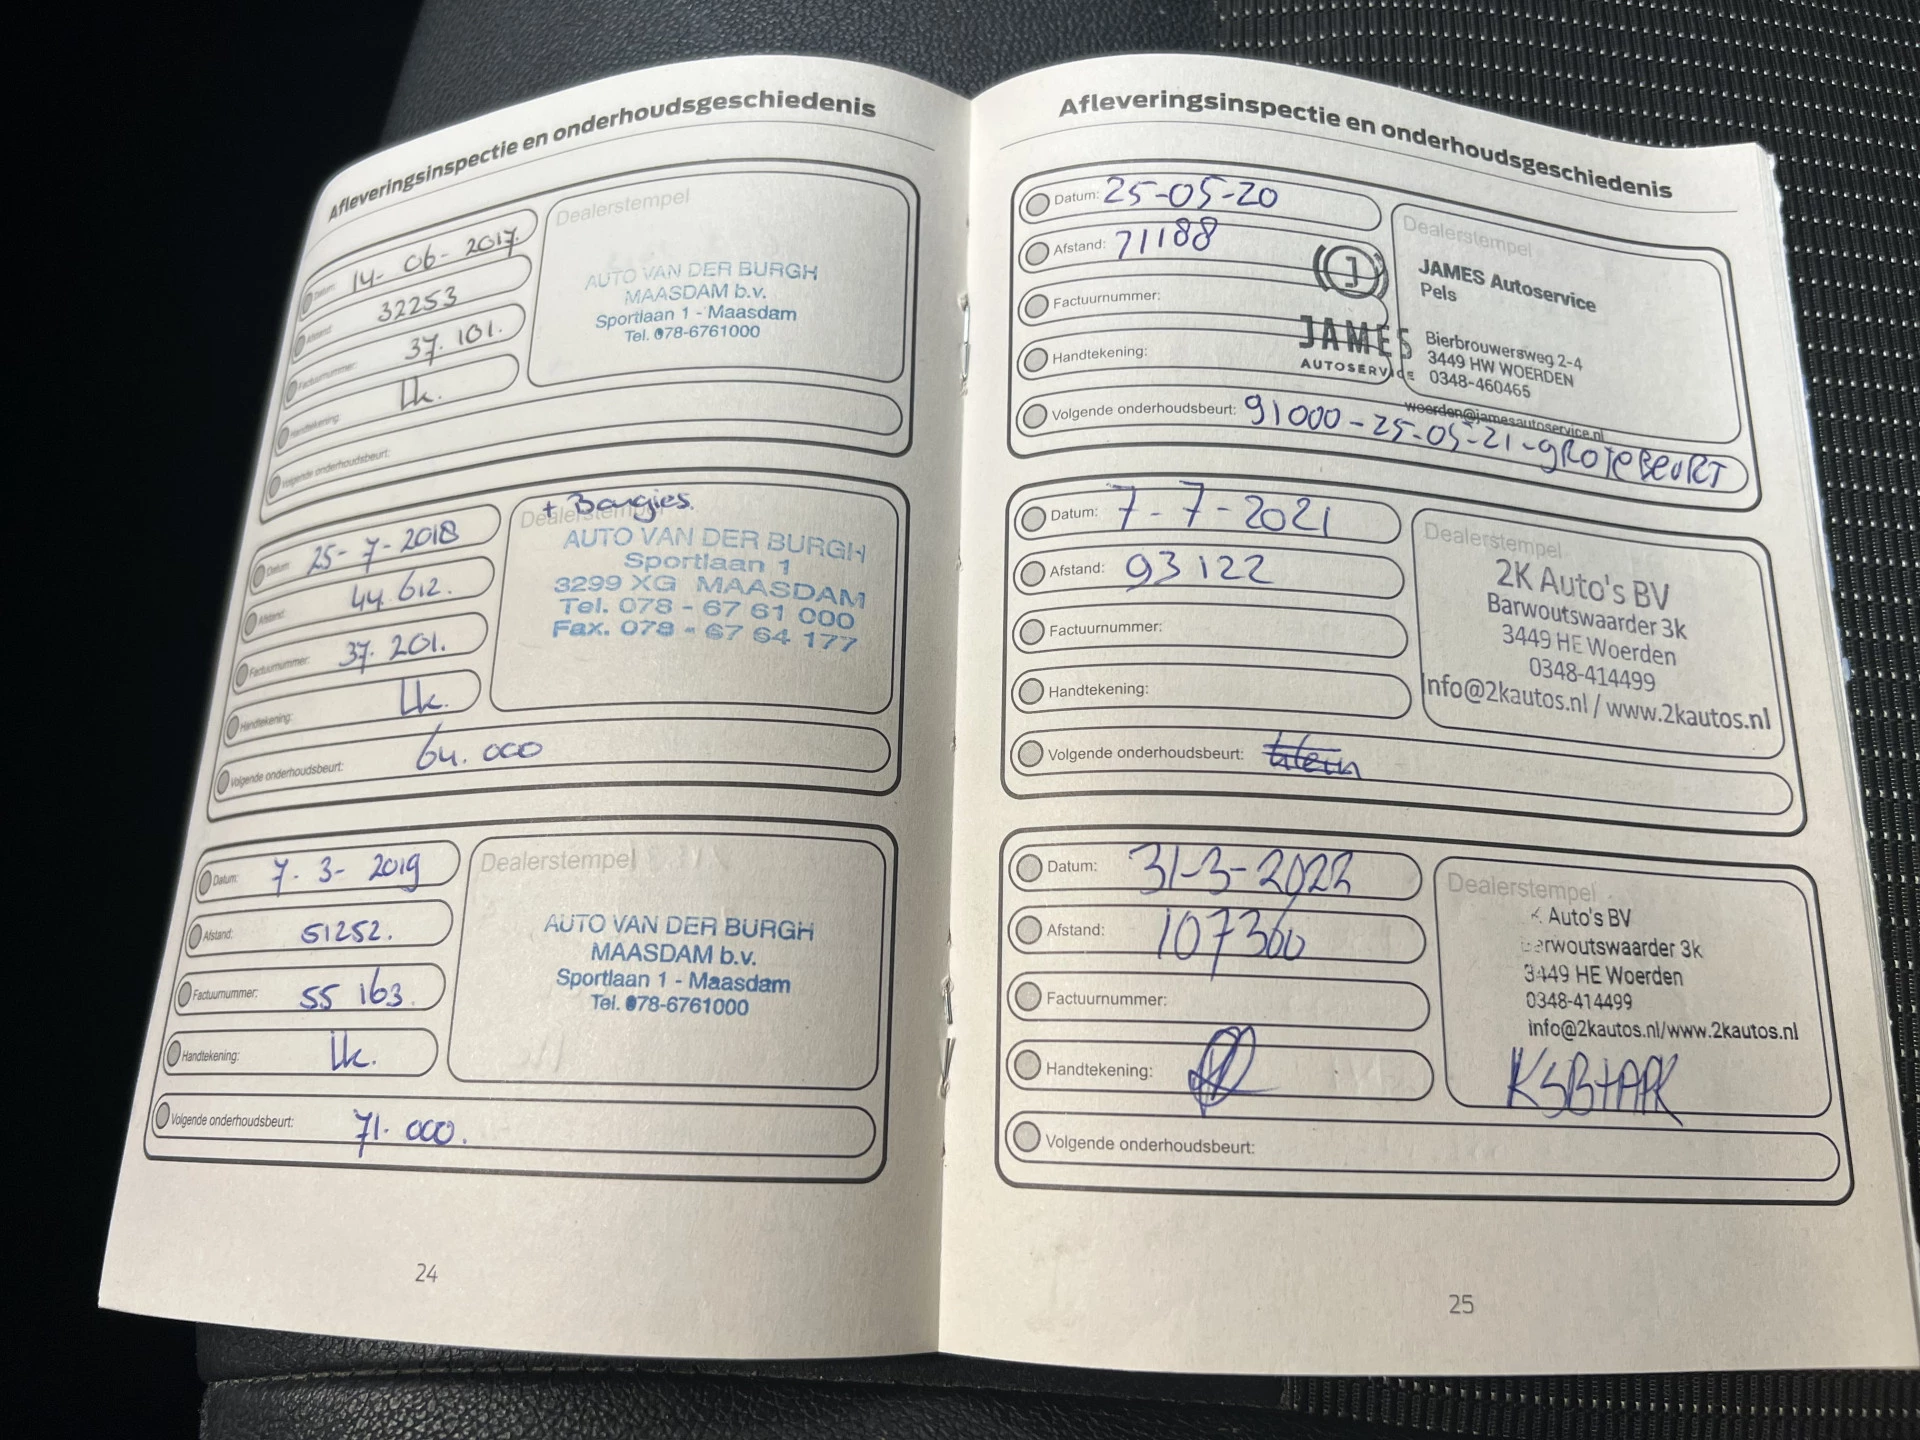 Afleveringsinspectie en onderhoudsgeschiedenis
Datum: 14-06-2017.
Afstand: 32253
Factuurnummer: 37.101.
Handtekening: lk.
Volgende onderhoudsbeurt:
Dealerstempel
AUTO VAN DER BURGH
MAASDAM b.v.
Sportlaan 1 - Maasdam
Tel. 078-6761000
Datum: 25-7-2018
Afstand: 44.612.
Factuurnummer: 37.201.
Handtekening: lk.
Volgende onderhoudsbeurt: 64.000
+ Bougies.
Dealerstempel
AUTO VAN DER BURGH
Sportlaan 1
3299 XG MAASDAM
Tel. 078 - 67 61 000
Fax. 078 - 67 64 177
Datum: 7-3-2019
Afstand: 51252.
Factuurnummer: 55163.
Handtekening: lk.
Volgende onderhoudsbeurt: 71.000.
Dealerstempel
AUTO VAN DER BURGH
MAASDAM b.v.
Sportlaan 1 - Maasdam
Tel. 078-6761000
24
Afleveringsinspectie en onderhoudsgeschiedenis
Datum: 25-05-20
Afstand: 71188
Factuurnummer:
Handtekening:
Volgende onderhoudsbeurt: 91000-25-05-21-GROTE BEURT
Dealerstempel
J
JAMES
AUTOSERVICE
JAMES Autoservice
Pels
Bierbrouwersweg 2-4
3449 HW WOERDEN
0348-460465
woerden@jamesautoservice.nl
Datum: 7-7-2021
Afstand: 93122
Factuurnummer:
Handtekening:
Volgende onderhoudsbeurt:
Dealerstempel
2K Auto's BV
Barwoutswaarder 3k
3449 HE Woerden
0348-414499
Info@2kautos.nl / www.2kautos.nl
Datum: 31-3-2022
Afstand: 107360
Factuurnummer:
Handtekening:
Volgende onderhoudsbeurt:
Dealerstempel
Auto's BV
erwoutswaarder 3k
3449 HE Woerden
0348-414499
info@2kautos.nl/www.2kautos.nl
25